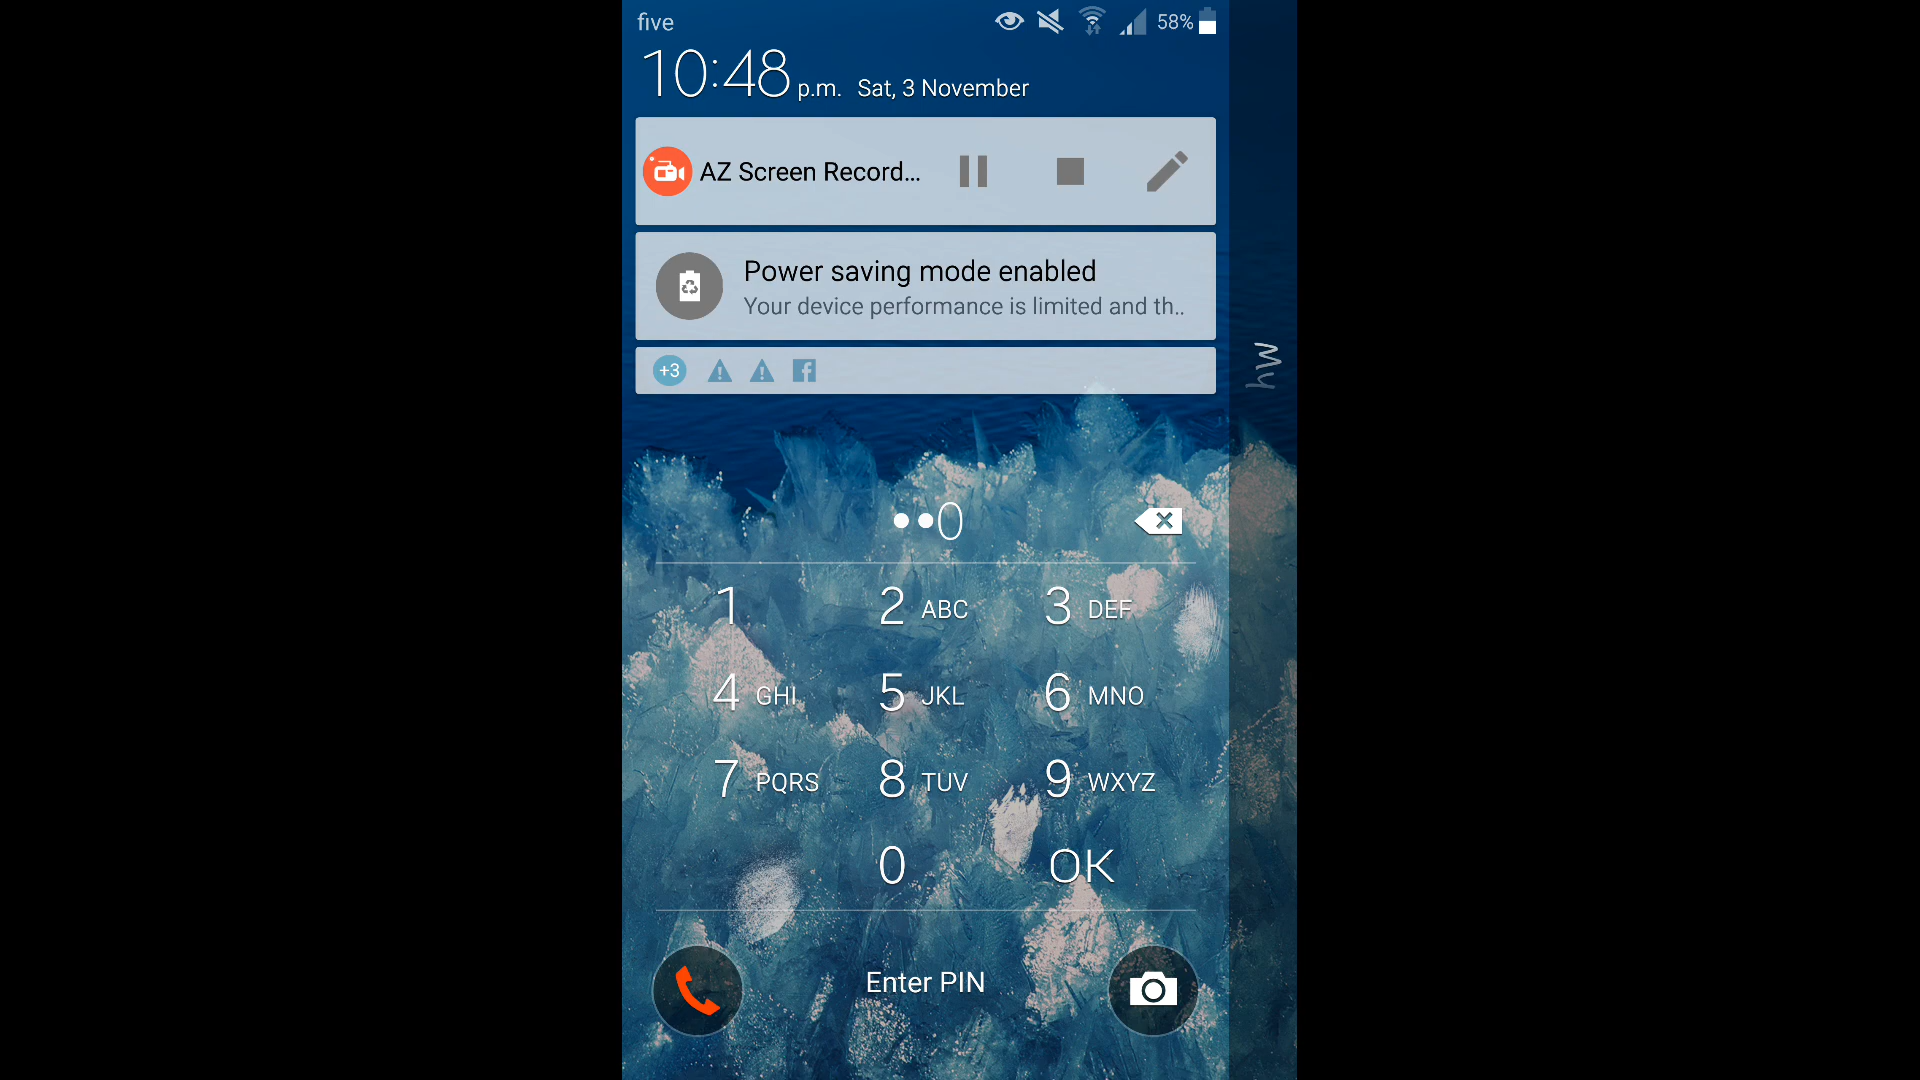 five 58%
10:48 p.m. Sat, 3 November
AZ Screen Record...
Power saving mode enabled
Your device performance is limited and th..
+3
0
1 2 ABC 3 DEF
4 GHI 5 JKL 6 MNO
7 PQRS 8 TUV 9 WXYZ
0 OK
Enter PIN
My